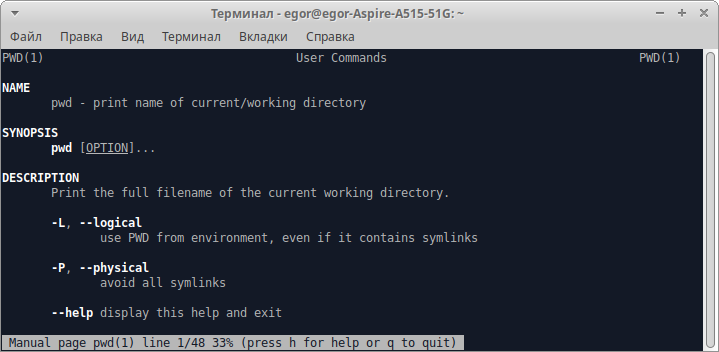 Терминал - egor@egor-Aspire-A515-51G: ~
Файл Правка Вид Терминал Вкладки Справка
PWD(1) User Commands PWD(1)
NAME
pwd - print name of current/working directory
SYNOPSIS
pwd [OPTION]...
DESCRIPTION
Print the full filename of the current working directory.
-L, --logical
use PWD from environment, even if it contains symlinks
-P, --physical
avoid all symlinks
--help display this help and exit
Manual page pwd(1) line 1/48 33% (press h for help or q to quit)